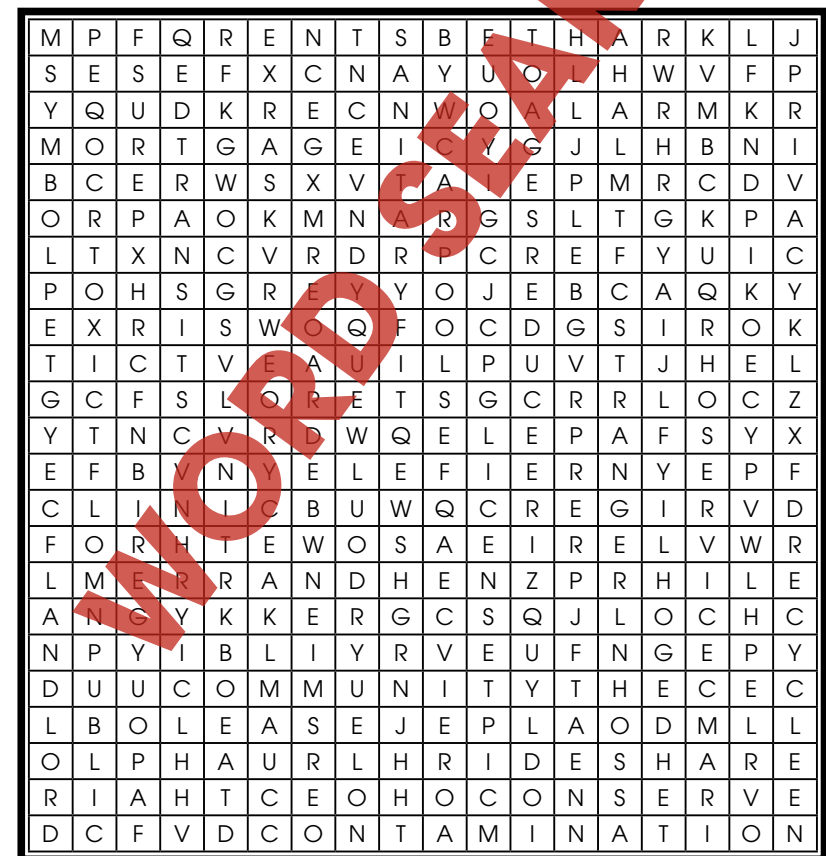 M P F Q R E N T S B E T H A R K L J
S E S E F X C N A Y U O L H W V F P
Y Q U D K R E C N W O A L A R M K R
M O R T G A G E I C Y G J L H B N I
B C E R W S X V T A I E P M R C D V
O R P A O K M N A R G S L T G K P A
L T X N C V R D R P C R E F Y U I C
P O H S G R E Y Y O J E B C A Q K Y
E X R I S W O Q F O C D G S I R O K
T I C T V E A U I L P U V T J H E L
G C F S L O R E T S G C R R L O C Z
Y T N C V R D W Q E L E P A F S Y X
E F B V N Y E L E F I E R N Y E P F
C L I N I C B U W Q C R E G I R V D
F O R H T E W O S A E I R E L V W R
L M E R R A N D H E N Z P R H I L E
A N G Y K K E R G C S Q J L O C H C
N P Y I B L I Y R V E U F N G E P Y
D U U C O M M U N I T Y T H E C E C
L B O L E A S E J E P L A O D M L L
O L P H A U R L H R I D E S H A R E
R I A H T C E O H O C O N S E R V E
D C F V D C O N T A M I N A T I O N
WORD SEA